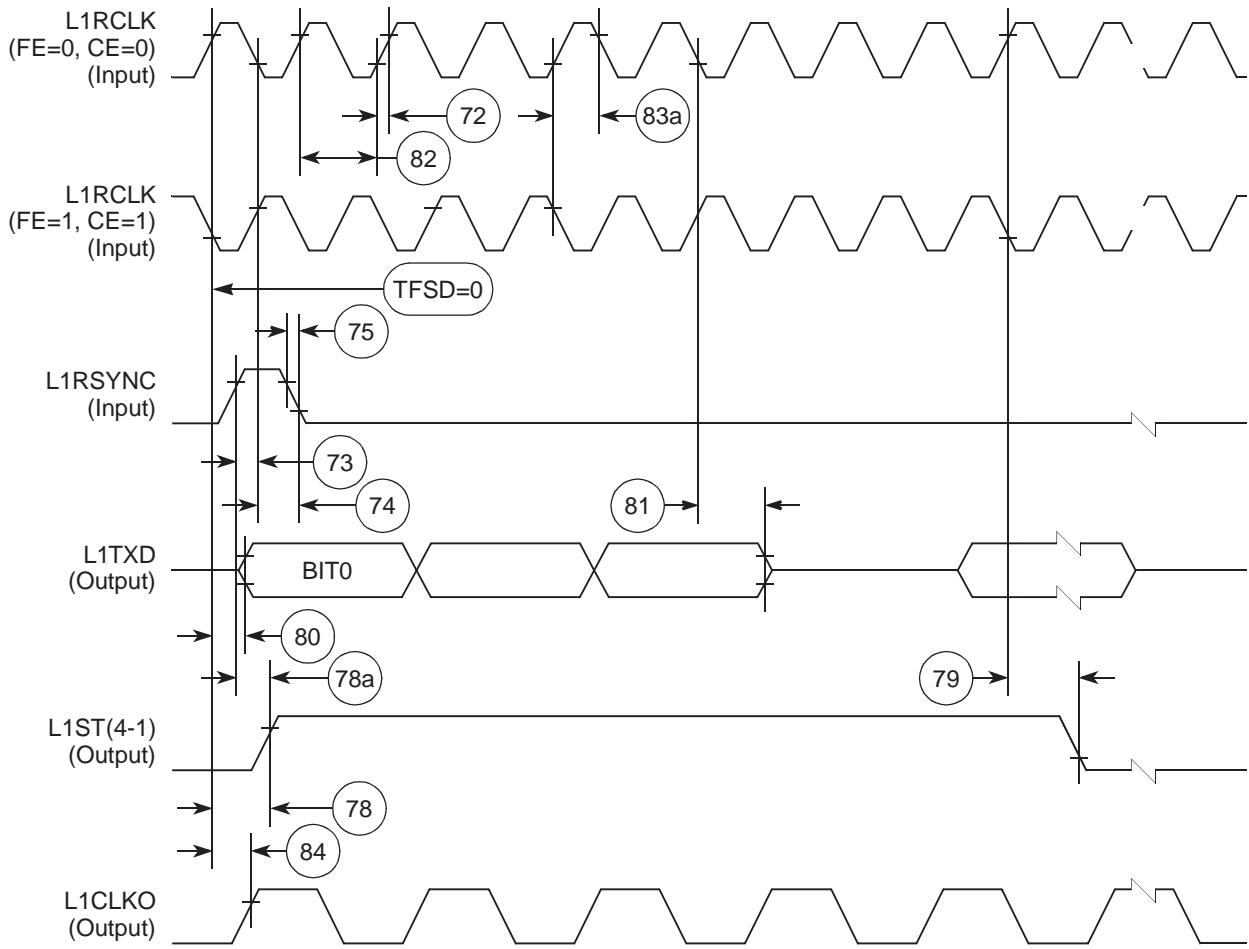 L1RCLK
(FE=0, CE=0)
(Input)
72
83a
82
L1RCLK
(FE=1, CE=1)
(Input)
TFSD=0
75
L1RSYNC
(Input)
73
74
81
L1TXD
(Output)
BIT0
80
78a
79
L1ST(4-1)
(Output)
78
84
L1CLKO
(Output)